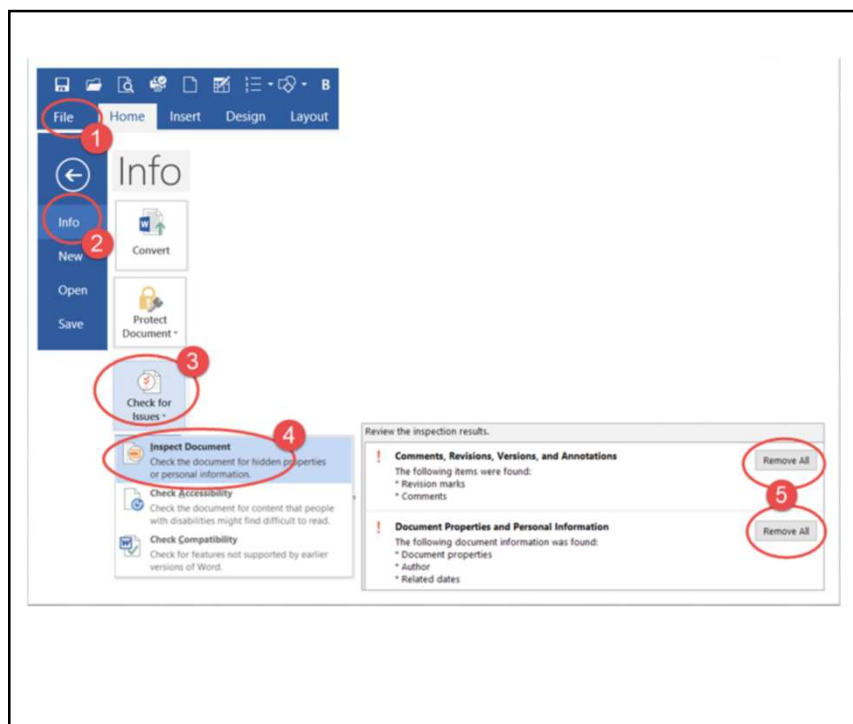 B
File Home Insert Design Layout
1
Info
Info
2
New
Convert
Open
Save
Protect
Document
3
Check for
Issues
4
Inspect Document
Check the document for hidden properties
or personal information.
Check Accessibility
Check the document for content that people
with disabilities might find difficult to read.
Check Compatibility
Check for features not supported by earlier
versions of Word.
Review the inspection results.
! Comments, Revisions, Versions, and Annotations
The following items were found:
* Revision marks
* Comments
Remove All
5
! Document Properties and Personal Information
The following document information was found:
* Document properties
* Author
* Related dates
Remove All